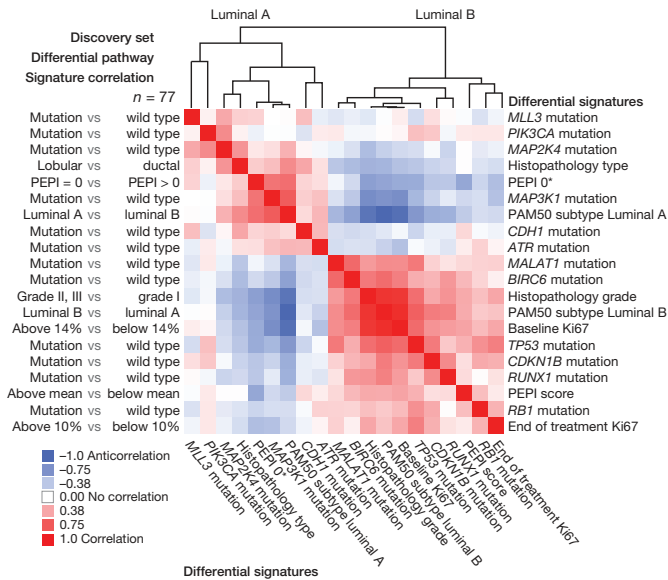 Luminal A
Luminal B
Discovery set
Differential pathway
Signature correlation
n = 77
Differential signatures
Mutation vs wild type MLL3 mutation
Mutation vs wild type PIK3CA mutation
Mutation vs wild type MAP2K4 mutation
Lobular vs ductal Histopathology type
PEPI = 0 vs PEPI > 0 PEPI 0*
Mutation vs wild type MAP3K1 mutation
Luminal A vs luminal B PAM50 subtype Luminal A
Mutation vs wild type CDH1 mutation
Mutation vs wild type ATR mutation
Mutation vs wild type MALAT1 mutation
Mutation vs wild type BIRC6 mutation
Grade II, III vs grade I Histopathology grade
Luminal B vs luminal A PAM50 subtype Luminal B
Above 14% vs below 14% Baseline Ki67
Mutation vs wild type TP53 mutation
Mutation vs wild type CDKN1B mutation
Mutation vs wild type RUNX1 mutation
Above mean vs below mean PEPI score
Mutation vs wild type RB1 mutation
Above 10% vs below 10% End of treatment Ki67
MLL3 mutation
PIK3CA mutation
MAP2K4 mutation
Histopathology type
PEPI 0*
MAP3K1 mutation
PAM50 subtype luminal A
CDH1 mutation
ATR mutation
MALAT1 mutation
BIRC6 mutation
Histopathology grade
PAM50 subtype luminal B
Baseline Ki67
TP53 mutation
CDKN1B mutation
RUNX1 mutation
PEPI score
RB1 mutation
End of treatment Ki67
−1.0 Anticorrelation
−0.75
−0.38
0.00 No correlation
0.38
0.75
1.0 Correlation
Differential signatures